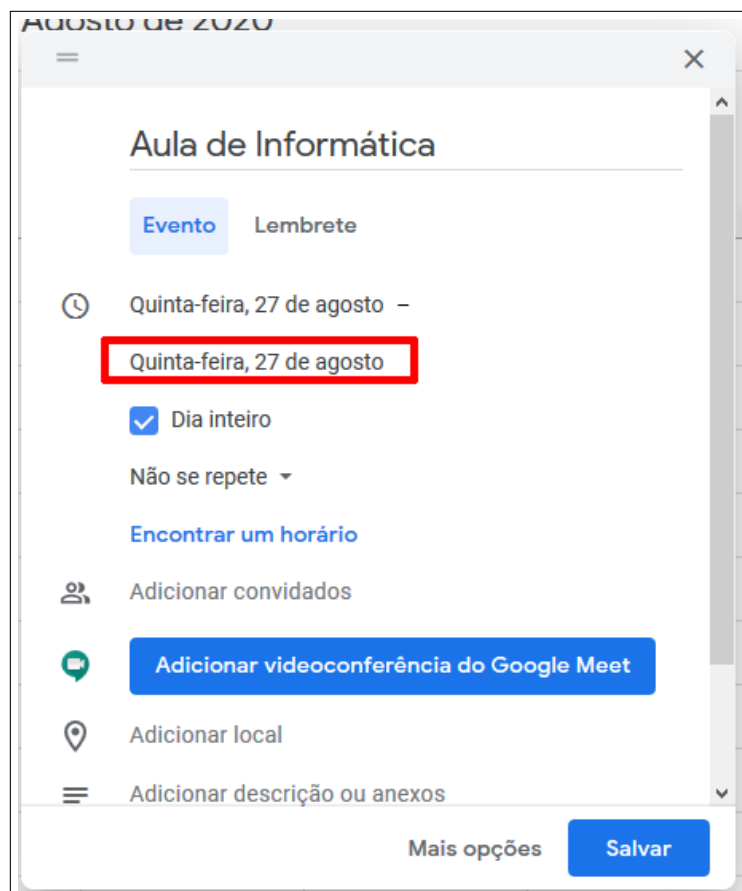 Agosto de 2020
Aula de Informática
Evento Lembrete
Quinta-feira, 27 de agosto –
Quinta-feira, 27 de agosto
Dia inteiro
Não se repete
Encontrar um horário
Adicionar convidados
Adicionar videoconferência do Google Meet
Adicionar local
Adicionar descrição ou anexos
Mais opções Salvar